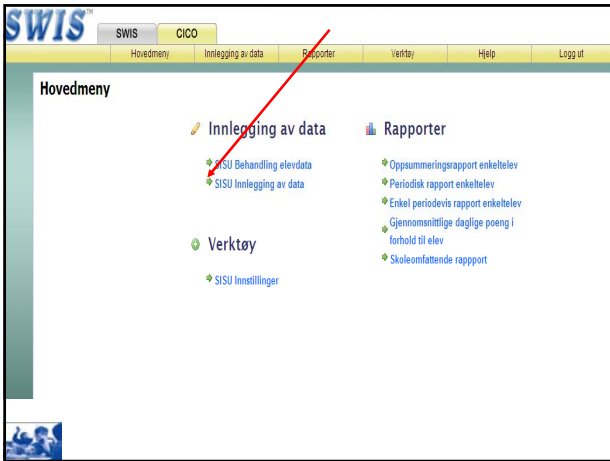 SWIS™
SWIS CICO
Hovedmeny Innlegging av data Rapporter Verktøy Hjelp Logg ut
Hovedmeny
Innlegging av data
SISU Behandling elevdata
SISU Innlegging av data
Verktøy
SISU Innstillinger
Rapporter
Oppsummeringsrapport enkeltelev
Periodisk rapport enkeltelev
Enkel periodevis rapport enkeltelev
Gjennomsnittlige daglige poeng i
forhold til elev
Skoleomfattende rappport